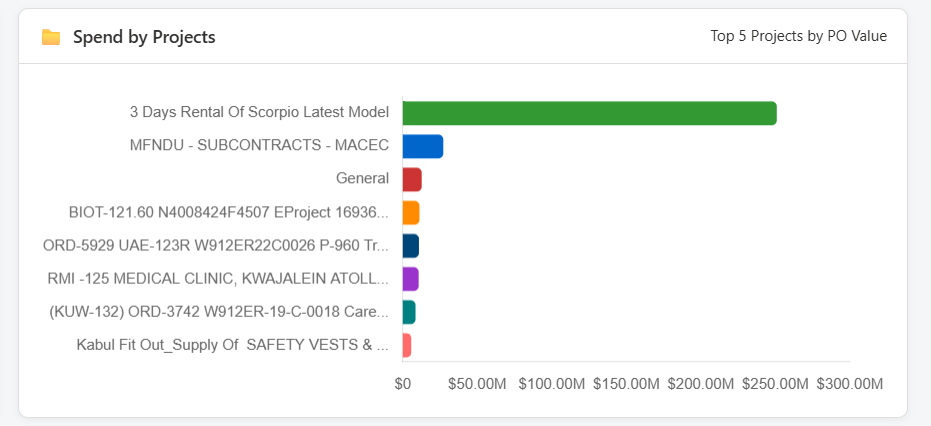 Spend by Projects
Top 5 Projects by PO Value
3 Days Rental Of Scorpio Latest Model
MFNDU - SUBCONTRACTS - MACEC
General
BIOT-121.60 N4008424F4507 EProject 16936...
ORD-5929 UAE-123R W912ER22C0026 P-960 Tr...
RMI -125 MEDICAL CLINIC, KWAJALEIN ATOLL...
(KUW-132) ORD-3742 W912ER-19-C-0018 Care...
Kabul Fit Out_Supply Of  SAFETY VESTS & ...
$0 $50.00M $100.00M $150.00M $200.00M $250.00M $300.00M